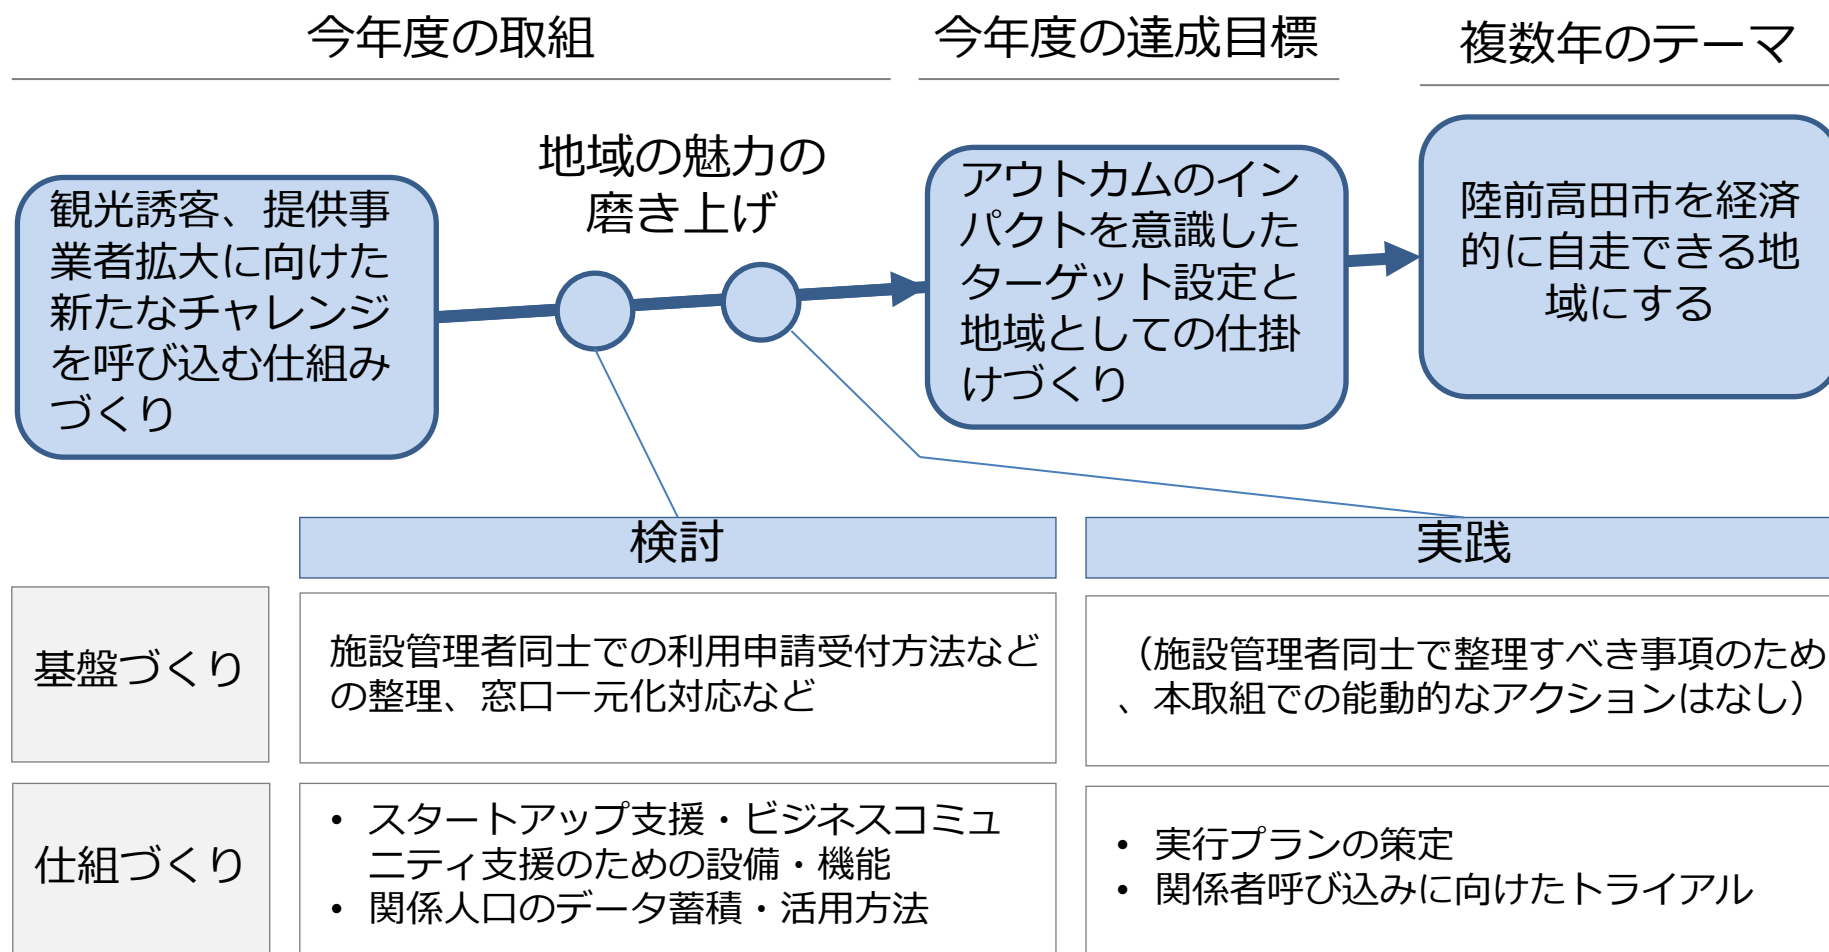 今年度の取組
今年度の達成目標
複数年のテーマ
観光誘客、提供事
業者拡大に向けた
新たなチャレンジ
を呼び込む仕組み
づくり
地域の魅力の
磨き上げ
アウトカムのイン
パクトを意識した
ターゲット設定と
地域としての仕掛
けづくり
陸前高田市を経済
的に自走できる地
域にする
検討
実践
基盤づくり
施設管理者同士での利用申請受付方法など
の整理、窓口一元化対応など
（施設管理者同士で整理すべき事項のため
、本取組での能動的なアクションはなし）
仕組づくり
• スタートアップ支援・ビジネスコミュ
ニティ支援のための設備・機能
• 関係人口のデータ蓄積・活用方法
• 実行プランの策定
• 関係者呼び込みに向けたトライアル